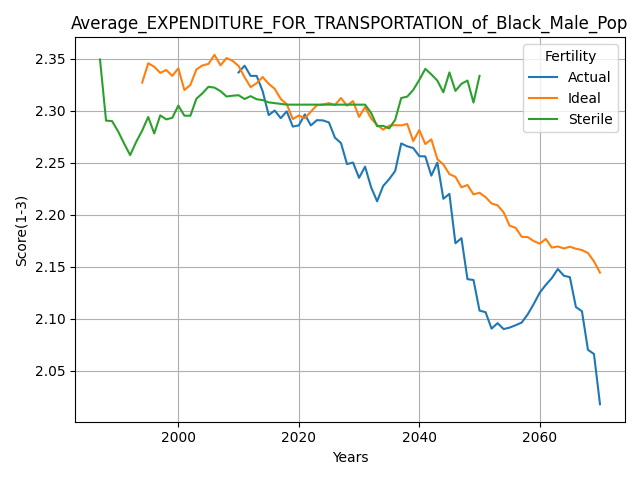 Average_EXPENDITURE_FOR_TRANSPORTATION_of_Black_Male_Pop
Fertility
Actual
Ideal
Sterile
Score(1-3)
2.35
2.30
2.25
2.20
2.15
2.10
2.05
2000
2020
2040
2060
Years